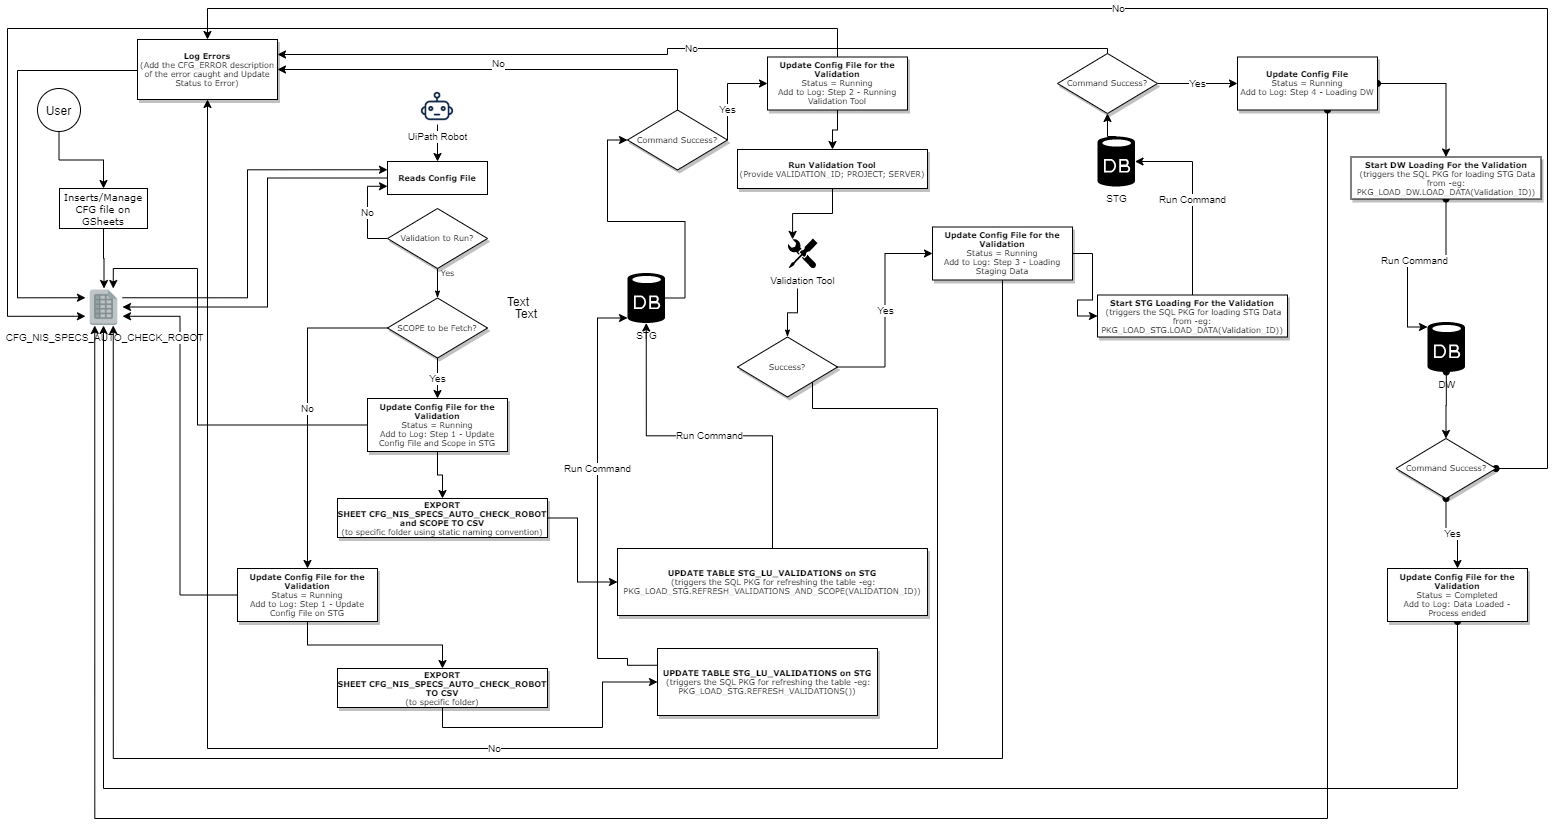 No
Log Errors
(Add the CFG_ERROR description
of the error caught and Update
Status to Error)
User
Inserts/Manage
CFG file on
GSheets
CFG_NIS_SPECS_AUTO_CHECK_ROBOT
UiPath Robot
Reads Config File
No
Validation to Run?
Yes
SCOPE to be Fetch?
Yes
No
Text
Text
Update Config File for the
Validation
Status = Running
Add to Log: Step 1 - Update
Config File and Scope in STG
EXPORT
SHEET CFG_NIS_SPECS_AUTO_CHECK_ROBOT
and SCOPE TO CSV
(to specific folder using static naming convention)
Update Config File for the
Validation
Status = Running
Add to Log: Step 1 - Update
Config File on STG
EXPORT
SHEET CFG_NIS_SPECS_AUTO_CHECK_ROBOT
TO CSV
(to specific folder)
UPDATE TABLE STG_LU_VALIDATIONS on STG
(triggers the SQL PKG for refreshing the table -eg:
PKG_LOAD_STG.REFRESH_VALIDATIONS_AND_SCOPE(VALIDATION_ID))
UPDATE TABLE STG_LU_VALIDATIONS on STG
(triggers the SQL PKG for refreshing the table -eg:
PKG_LOAD_STG.REFRESH_VALIDATIONS())
Run Command
Run Command
DB
STG
Command Success?
No
Yes
Update Config File for the
Validation
Status = Running
Add to Log: Step 2 - Running
Validation Tool
Run Validation Tool
(Provide VALIDATION_ID; PROJECT; SERVER)
Validation Tool
Success?
No
Yes
Update Config File for the
Validation
Status = Running
Add to Log: Step 3 - Loading
Staging Data
Start STG Loading For the Validation
(triggers the SQL PKG for loading STG Data
from -eg:
PKG_LOAD_STG.LOAD_DATA(Validation_ID))
Run Command
DB
STG
Command Success?
No
Yes
Update Config File
Status = Running
Add to Log: Step 4 - Loading DW
Start DW Loading For the Validation
(triggers the SQL PKG for loading STG Data
from -eg:
PKG_LOAD_DW.LOAD_DATA(Validation_ID))
Run Command
DB
DW
Command Success?
Yes
Update Config File for the
Validation
Status = Completed
Add to Log: Data Loaded -
Process ended